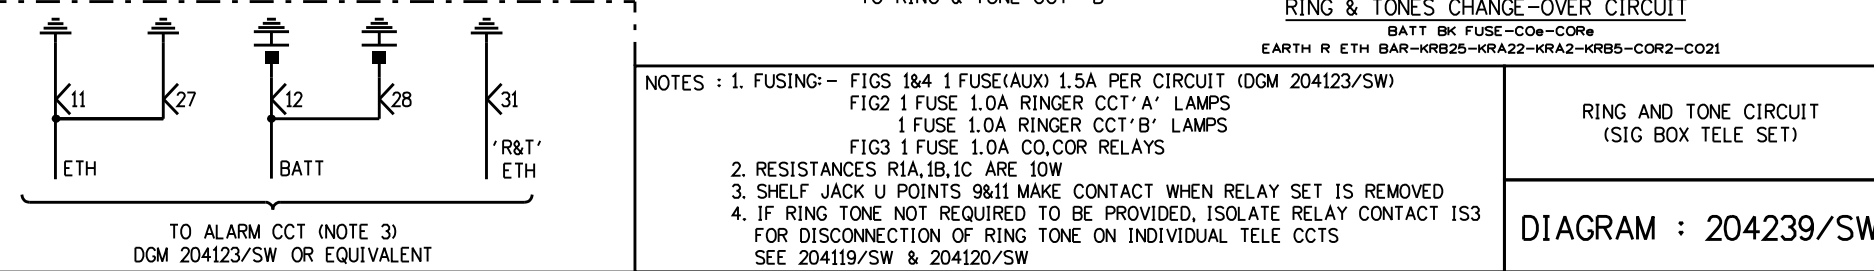 RING & TONES CHANGE-OVER CIRCUIT
BATT BK FUSE-COe-CORe
EARTH R ETH BAR-KRB25-KRA22-KRA2-KRB5-COR2-CO21
11
27
12
28
31
ETH
BATT
'R&T'
ETH
TO ALARM CCT (NOTE 3)
DGM 204123/SW OR EQUIVALENT
NOTES : 1. FUSING:- FIGS 1&4 1 FUSE(AUX) 1.5A PER CIRCUIT (DGM 204123/SW)
FIG2 1 FUSE 1.0A RINGER CCT'A' LAMPS
1 FUSE 1.0A RINGER CCT'B' LAMPS
FIG3 1 FUSE 1.0A CO,COR RELAYS
2. RESISTANCES R1A,1B,1C ARE 10W
3. SHELF JACK U POINTS 9&11 MAKE CONTACT WHEN RELAY SET IS REMOVED
4. IF RING TONE NOT REQUIRED TO BE PROVIDED, ISOLATE RELAY CONTACT IS3
FOR DISCONNECTION OF RING TONE ON INDIVIDUAL TELE CCTS
SEE 204119/SW & 204120/SW
RING AND TONE CIRCUIT
(SIG BOX TELE SET)
DIAGRAM : 204239/SW